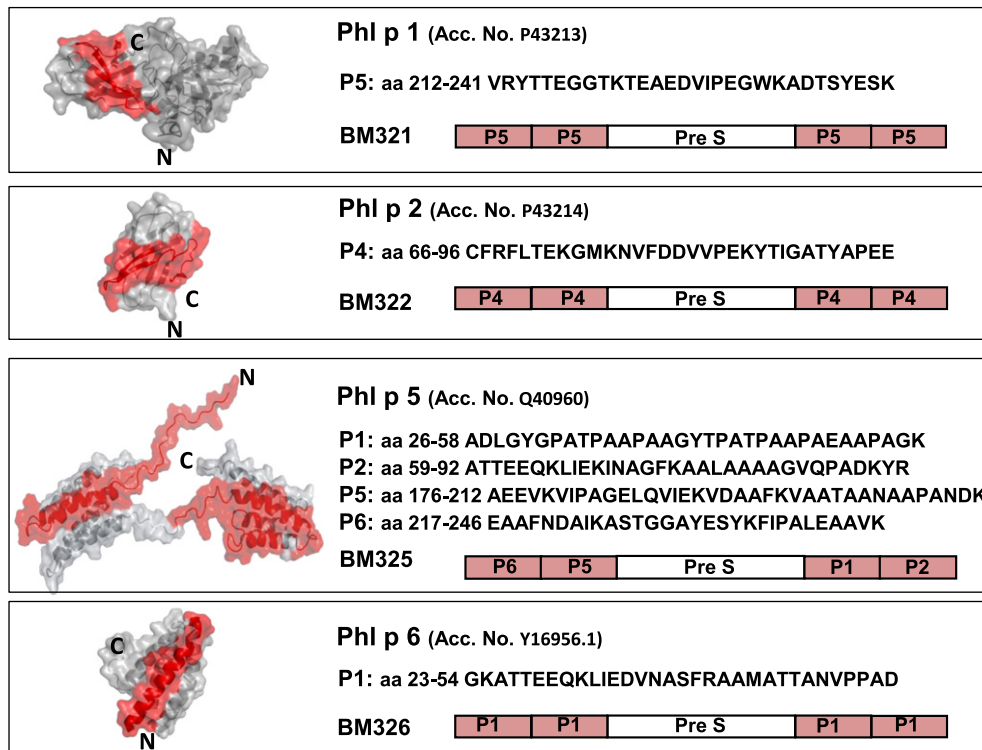 C
N
Phl p 1 (Acc. No. P43213)
P5: aa 212-241 VRYTTEGGTKTEAEDVIPEGWKADTSYESK
BM321 P5 P5 Pre S P5 P5
C
N
Phl p 2 (Acc. No. P43214)
P4: aa 66-96 CFRFLTEKGMKNVFDDVVPEKYTIGATYAPEE
BM322 P4 P4 Pre S P4 P4
N
C
Phl p 5 (Acc. No. Q40960)
P1: aa 26-58 ADLGYGPATPAAPAAGYTPATPAAPAEAAPAGK
P2: aa 59-92 ATTEEQKLIEKINAGFKAALAAAAGVQPADKYR
P5: aa 176-212 AEEVKVIPAGELQVIEKVDAAFKVAATAANAAPANDK
P6: aa 217-246 EAAFNDAIKASTGGAYESYKFIPALEAAVK
BM325 P6 P5 Pre S P1 P2
C
N
Phl p 6 (Acc. No. Y16956.1)
P1: aa 23-54 GKATTEEQKLIEDVNASFRAAMATTANVPPAD
BM326 P1 P1 Pre S P1 P1